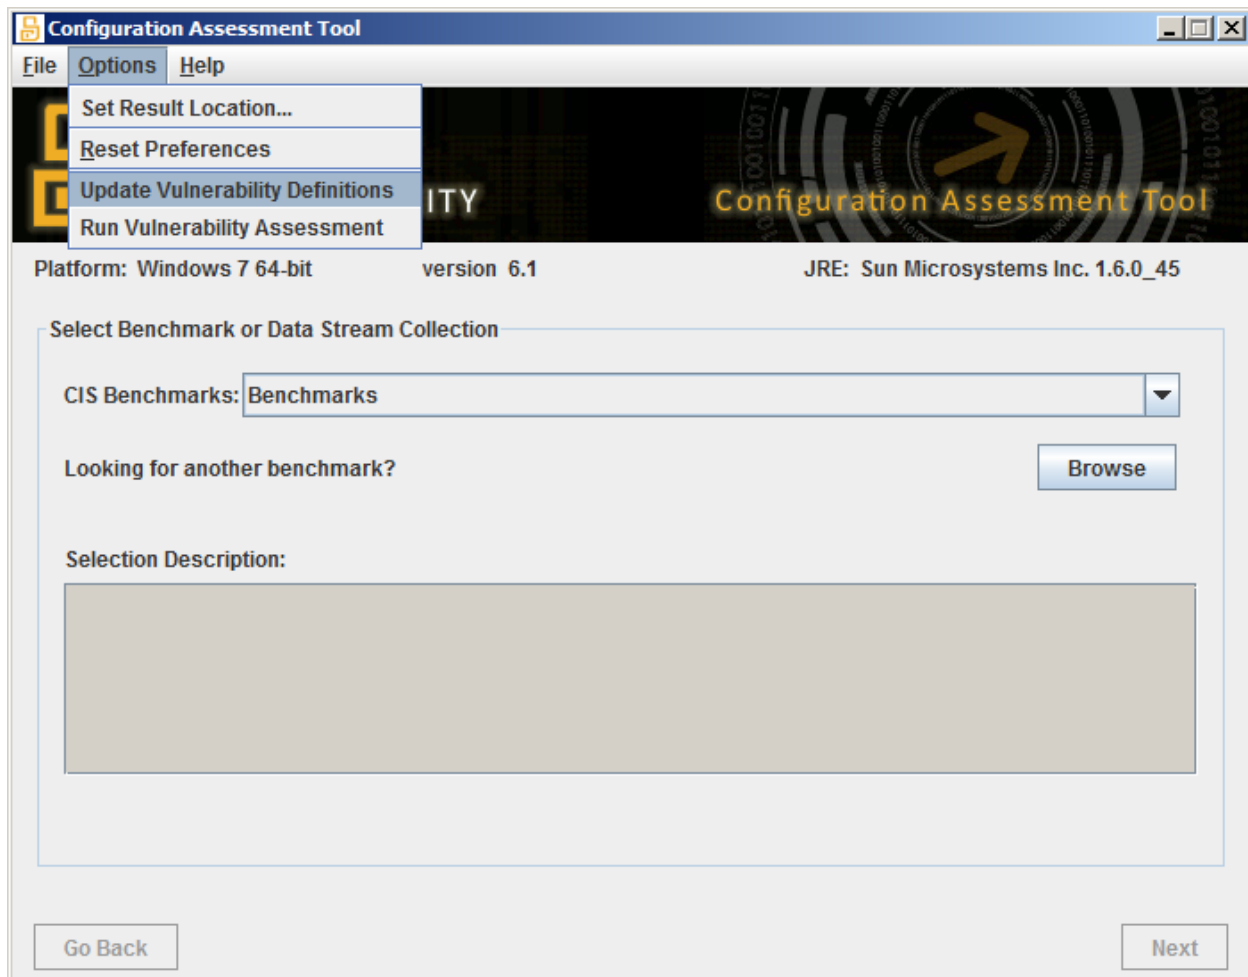 Configuration Assessment Tool
File Options Help
Set Result Location...
Reset Preferences
Update Vulnerability Definitions
Run Vulnerability Assessment
ITY
Configuration Assessment Tool
Platform: Windows 7 64-bit version 6.1 JRE: Sun Microsystems Inc. 1.6.0_45
Select Benchmark or Data Stream Collection
CIS Benchmarks: Benchmarks
Looking for another benchmark? Browse
Selection Description:
Go Back Next